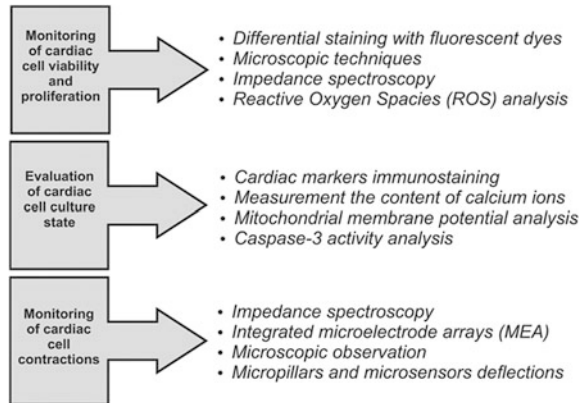 Monitoring
of cardiac
cell viability
and
proliferation
• Differential staining with fluorescent dyes
• Microscopic techniques
• Impedance spectroscopy
• Reactive Oxygen Spacies (ROS) analysis
Evaluation
of cardiac
cell culture
state
• Cardiac markers immunostaining
• Measurement the content of calcium ions
• Mitochondrial membrane potential analysis
• Caspase-3 activity analysis
Monitoring
of cardiac
cell
contractions
• Impedance spectroscopy
• Integrated microelectrode arrays (MEA)
• Microscopic observation
• Micropillars and microsensors deflections